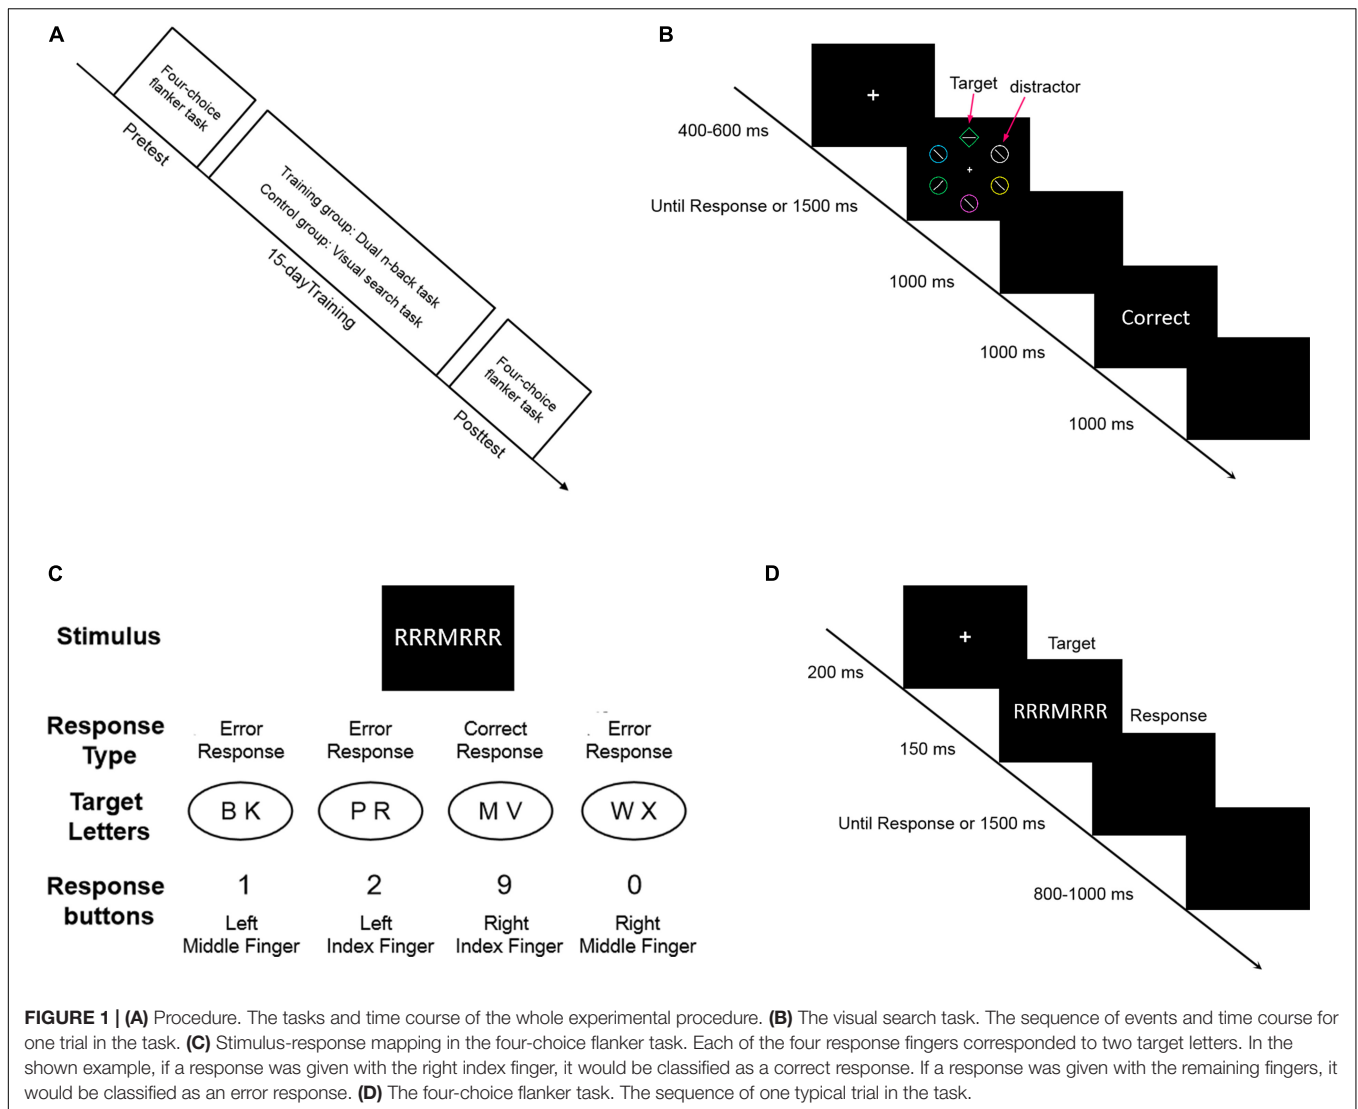 A
Four-choice
flanker task
Pretest
Training group: Dual n-back task
Control group: Visual search task
15-dayTraining
Four-choice
flanker task
Posttest
B
+
Target
distractor
400-600 ms
+
Until Response or 1500 ms
1000 ms
Correct
1000 ms
1000 ms
C
Stimulus
RRRMRRR
Response
Type
Error
Response
Error
Response
Correct
Response
Error
Response
Target
Letters
B K
P R
M V
W X
Response
buttons
1
2
9
0
Left
Middle Finger
Left
Index Finger
Right
Index Finger
Right
Middle Finger
D
+
Target
200 ms
RRRMRRR
Response
150 ms
Until Response or 1500 ms
800-1000 ms
FIGURE 1 | (A) Procedure. The tasks and time course of the whole experimental procedure. (B) The visual search task. The sequence of events and time course for
one trial in the task. (C) Stimulus-response mapping in the four-choice flanker task. Each of the four response fingers corresponded to two target letters. In the
shown example, if a response was given with the right index finger, it would be classified as a correct response. If a response was given with the remaining fingers, it
would be classified as an error response. (D) The four-choice flanker task. The sequence of one typical trial in the task.